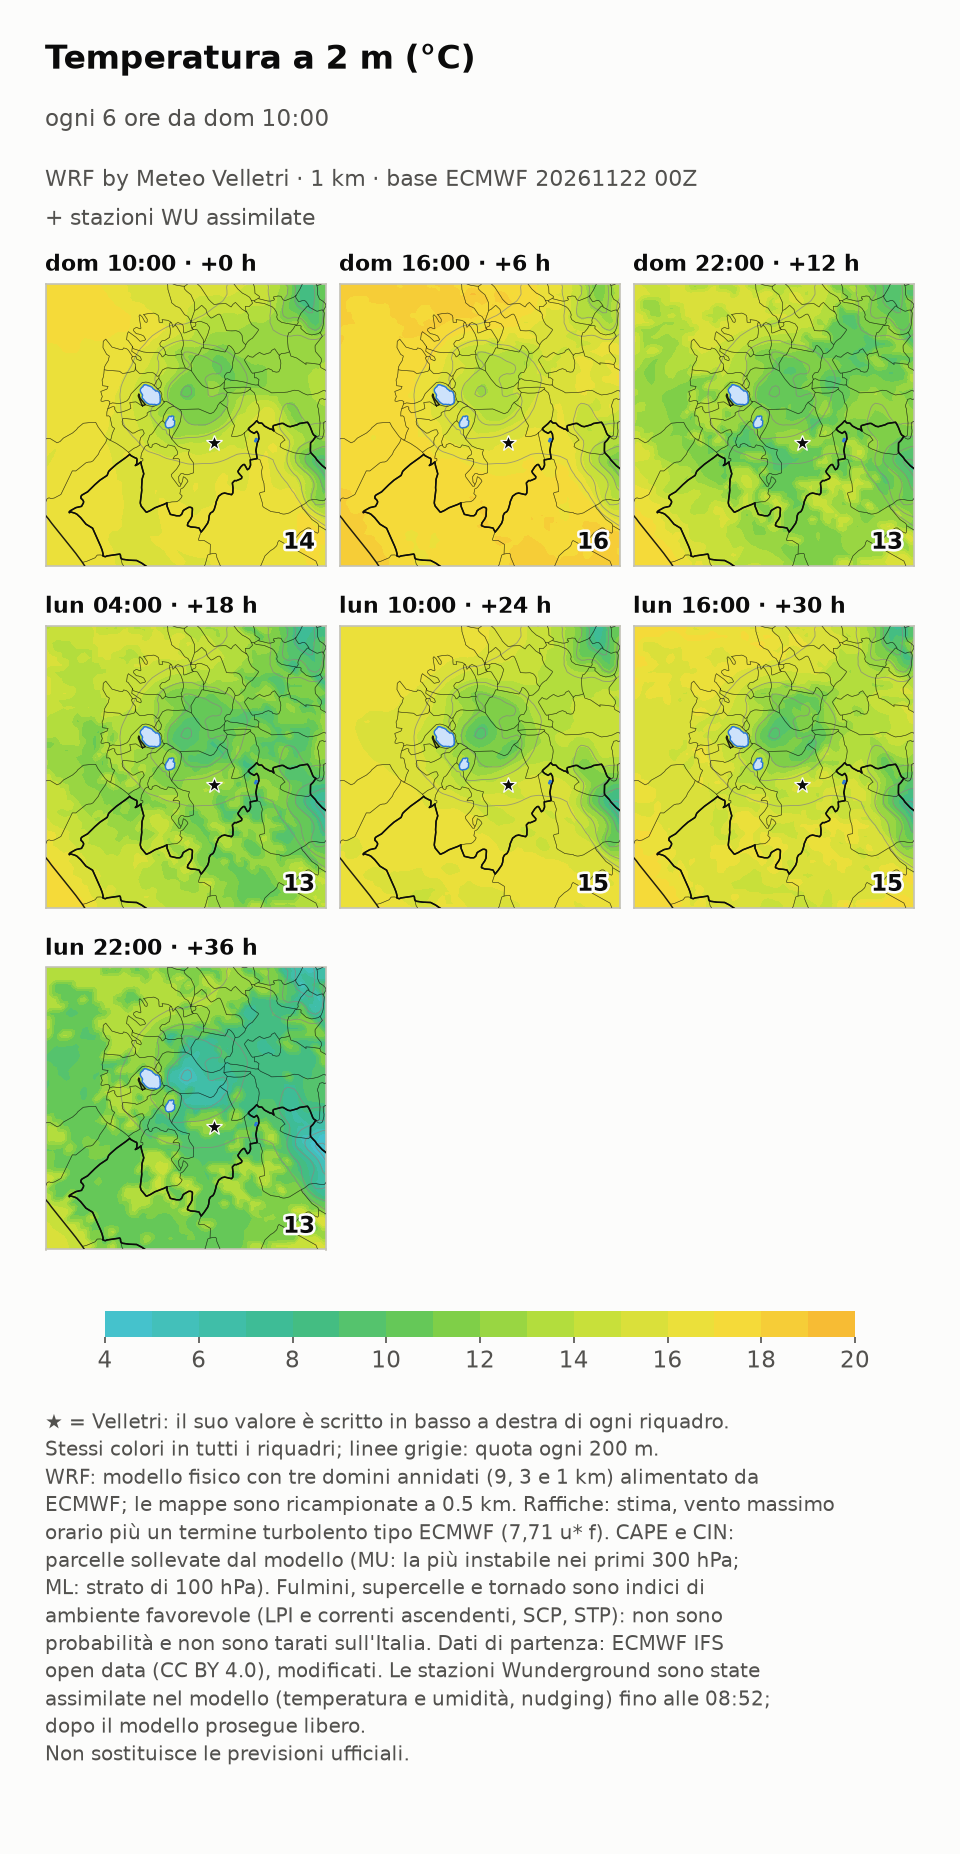 Temperatura a 2 m (°C)
ogni 6 ore da dom 10:00
WRF by Meteo Velletri · 1 km · base ECMWF 20261122 00Z
+ stazioni WU assimilate
dom 10:00 · +0 h
dom 16:00 · +6 h
dom 22:00 · +12 h
14
16
13
lun 04:00 · +18 h
lun 10:00 · +24 h
lun 16:00 · +30 h
13
15
15
lun 22:00 · +36 h
13
4 6 8 10 12 14 16 18 20
★ = Velletri: il suo valore è scritto in basso a destra di ogni riquadro.
Stessi colori in tutti i riquadri; linee grigie: quota ogni 200 m.
WRF: modello fisico con tre domini annidati (9, 3 e 1 km) alimentato da
ECMWF; le mappe sono ricampionate a 0.5 km. Raffiche: stima, vento massimo
orario più un termine turbolento tipo ECMWF (7,71 u* f). CAPE e CIN:
parcelle sollevate dal modello (MU: la più instabile nei primi 300 hPa;
ML: strato di 100 hPa). Fulmini, supercelle e tornado sono indici di
ambiente favorevole (LPI e correnti ascendenti, SCP, STP): non sono
probabilità e non sono tarati sull'Italia. Dati di partenza: ECMWF IFS
open data (CC BY 4.0), modificati. Le stazioni Wunderground sono state
assimilate nel modello (temperatura e umidità, nudging) fino alle 08:52;
dopo il modello prosegue libero.
Non sostituisce le previsioni ufficiali.